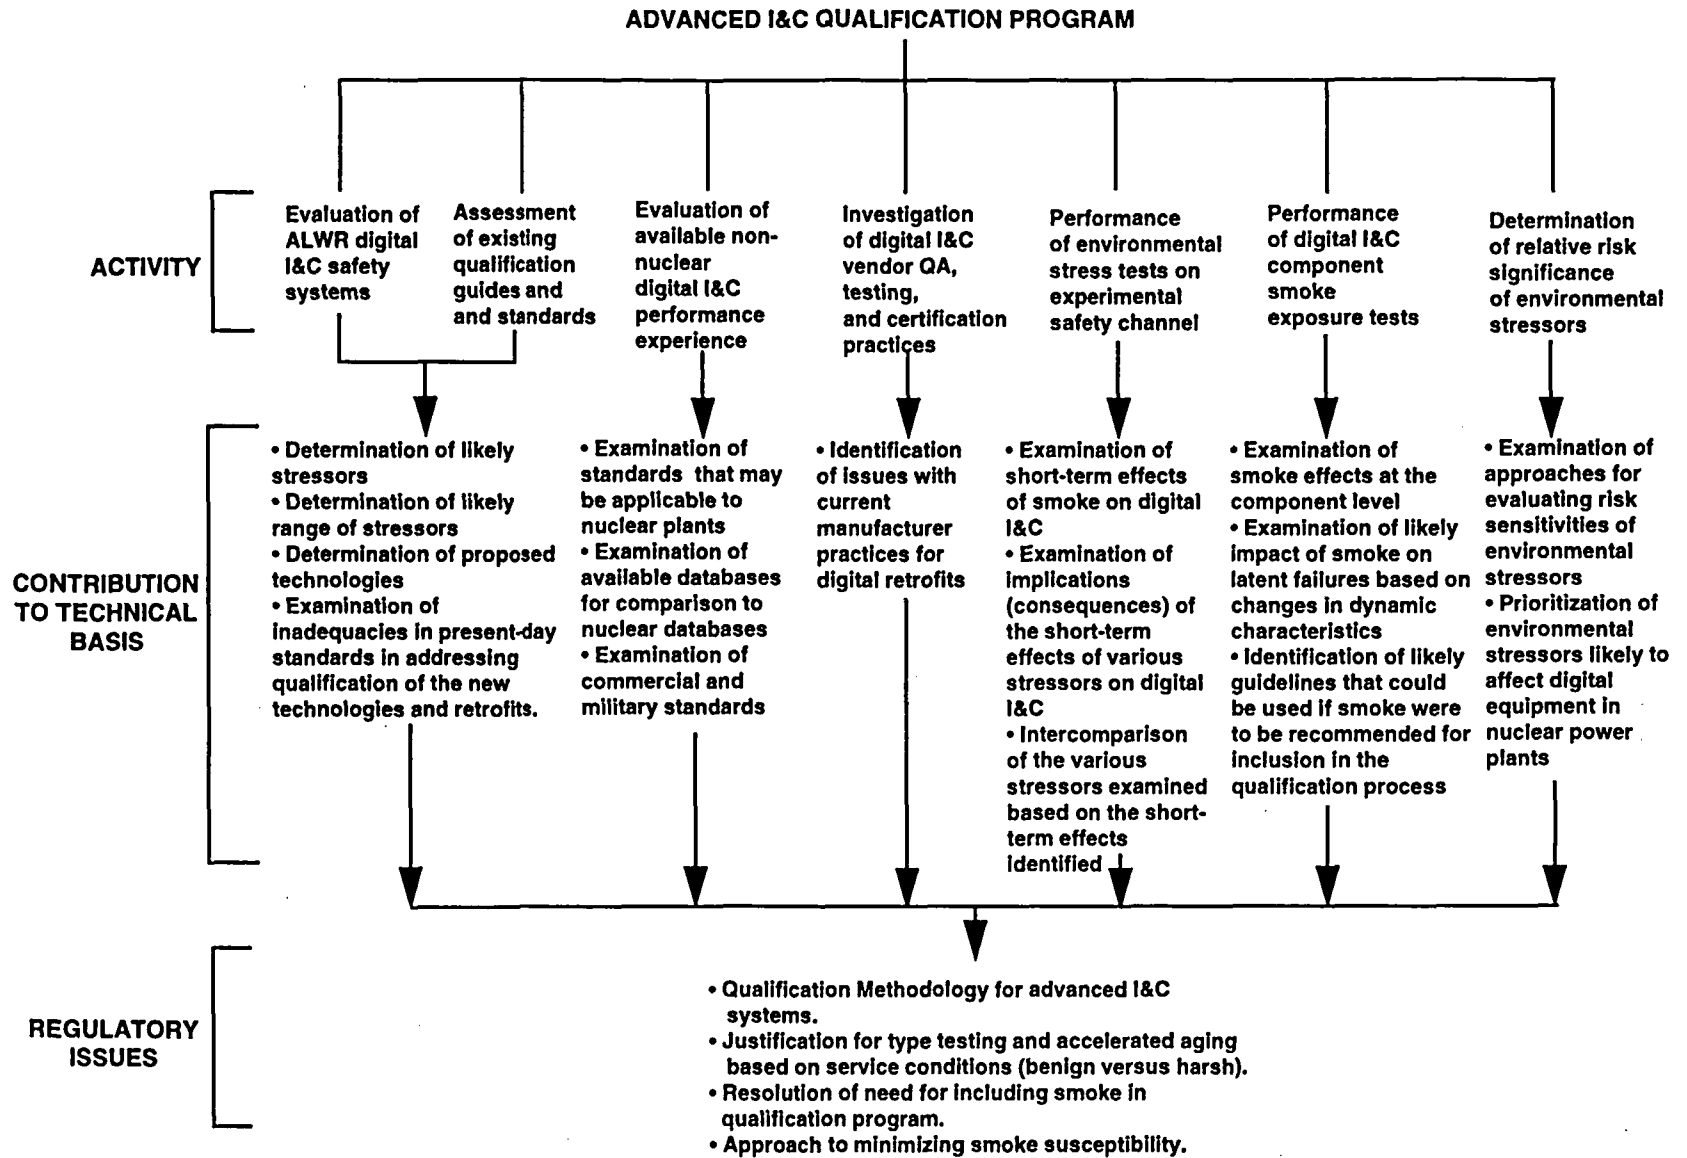 ADVANCED I&C QUALIFICATION PROGRAM
ACTIVITY
Evaluation of
ALWR digital
I&C safety
systems
Assessment
of existing
qualification
guides and
and standards
Evaluation of
available non-
nuclear
digital I&C
performance
experience
Investigation
of digital I&C
vendor QA,
testing,
and certification
practices
Performance
of environmental
stress tests on
experimental
safety channel
Performance
of digital I&C
component
smoke
exposure tests
Determination
of relative risk
significance
of environmental
stressors
CONTRIBUTION
TO TECHNICAL
BASIS
• Determination of likely
stressors
• Determination of likely
range of stressors
• Determination of proposed
technologies
• Examination of
inadequacies in present-day
standards in addressing
qualification of the new
technologies and retrofits.
• Examination of
standards that may
be applicable to
nuclear plants
• Examination of
available databases
for comparison to
nuclear databases
• Examination of
commercial and
military standards
• Identification
of issues with
current
manufacturer
practices for
digital retrofits
• Examination of
short-term effects
of smoke on digital
I&C
• Examination of
implications
(consequences) of
the short-term
effects of various
stressors on digital
I&C
• Intercomparison
of the various
stressors examined
based on the short-
term effects
identified
• Examination of
smoke effects at the
component level
• Examination of likely
impact of smoke on
latent failures based on
changes in dynamic
characteristics
• Identification of likely
guidelines that could
be used if smoke were
to be recommended for
inclusion in the
qualification process
• Examination of
approaches for
evaluating risk
sensitivities of
environmental
stressors
• Prioritization of
environmental
stressors likely to
affect digital
equipment in
nuclear power
plants
REGULATORY
ISSUES
• Qualification Methodology for advanced I&C
systems.
• Justification for type testing and accelerated aging
based on service conditions (benign versus harsh).
• Resolution of need for including smoke in
qualification program.
• Approach to minimizing smoke susceptibility.